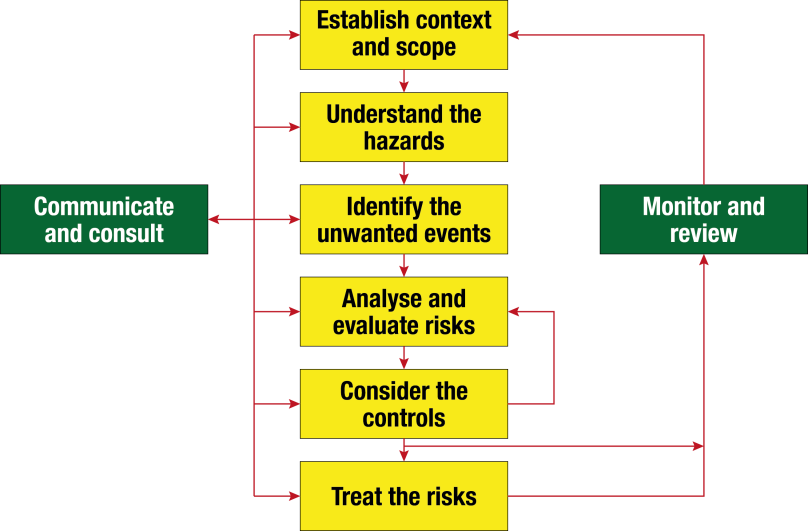 Establish context
and scope
Understand the
hazards
Communicate
and consult
Identify the
unwanted events
Monitor and
review
Analyse and
evaluate risks
Consider the
controls
Treat the risks